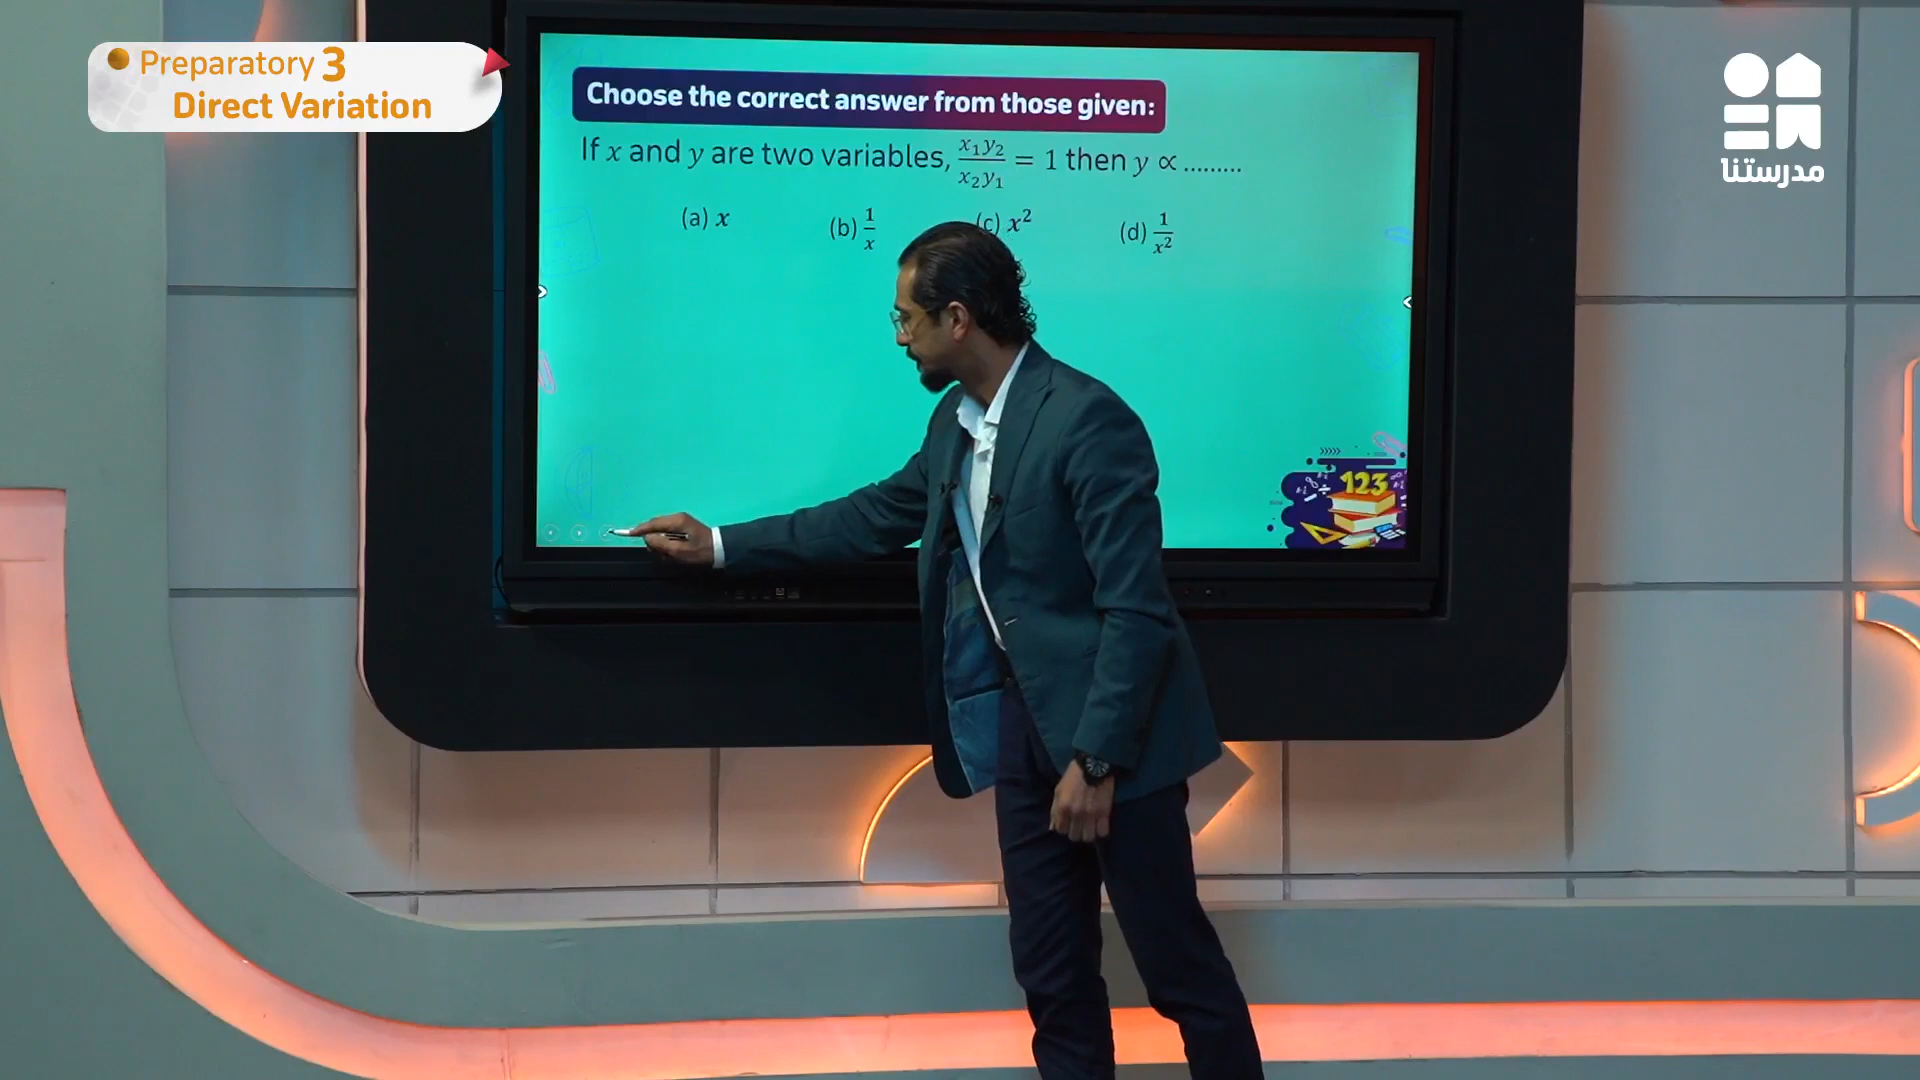 Preparatory 3
Direct Variation
مدرستنا
Choose the correct answer from those given:
If x and y are two variables, x₁y₂/x₂y₁ = 1 then y ∝ .........
(a) x (b) 1/x (c) x² (d) 1/x²
123